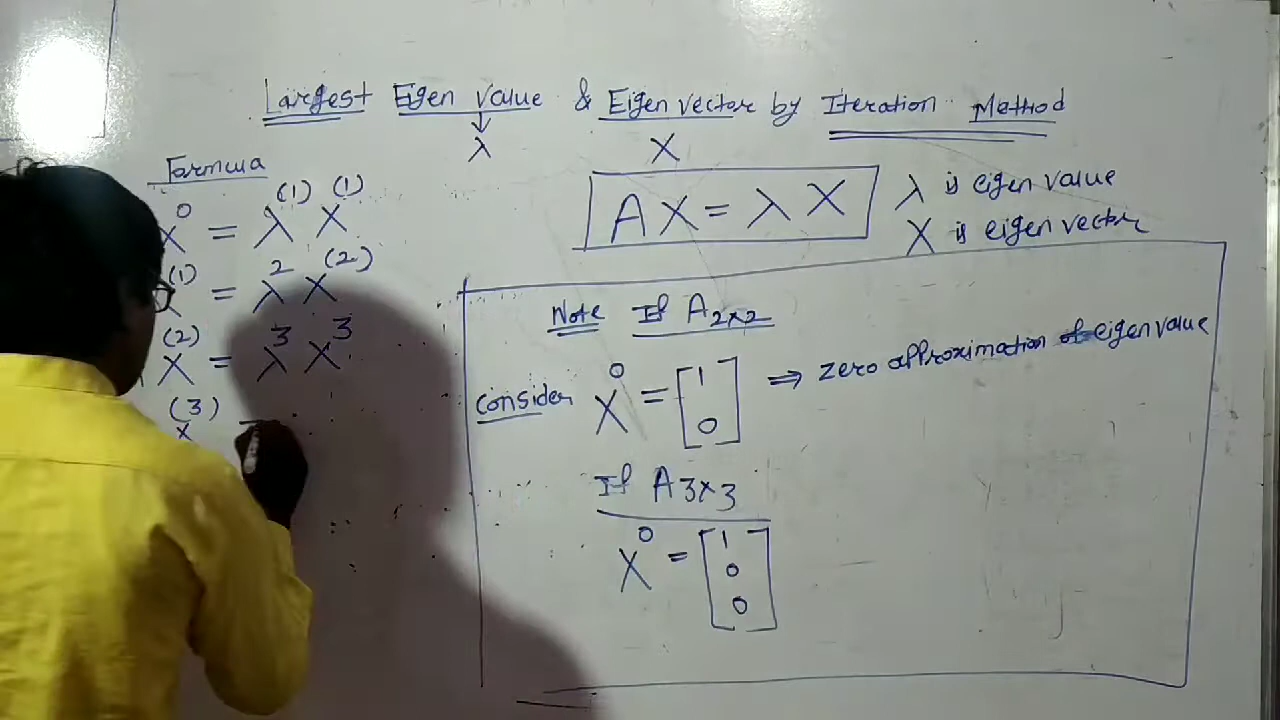 Largest Eigen value & Eigen vector by Iteration Method
λ X
Formula
X⁰ = λ⁽¹⁾ X⁽¹⁾
X⁽¹⁾ = λ² X⁽²⁾
X⁽²⁾ = λ³ X³
X⁽³⁾
AX = λX
λ is eigen value
X is eigen vector
Note If A₂ₓ₂
Consider X⁰ = [1 0] ⇒ zero approximation of eigen value
If A₃ₓ₃
X⁰ = [1 0 0]